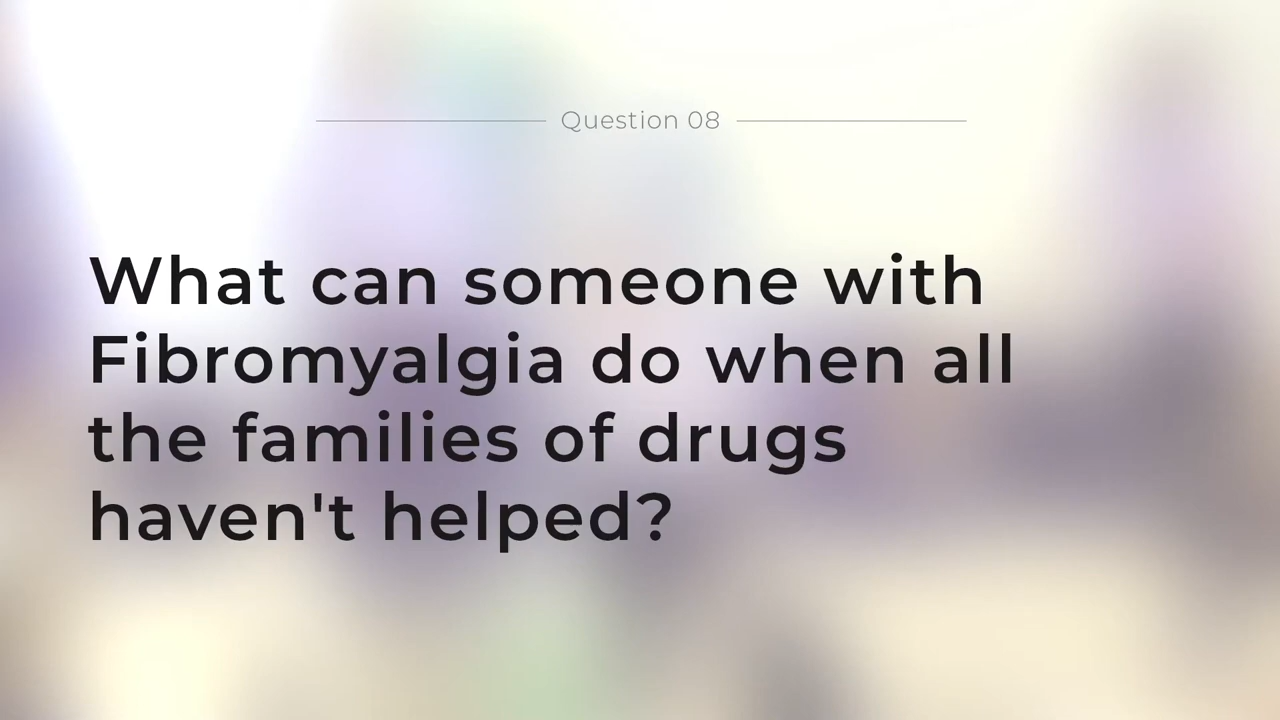 Question 08
What can someone with
Fibromyalgia do when all
the families of drugs
haven't helped?